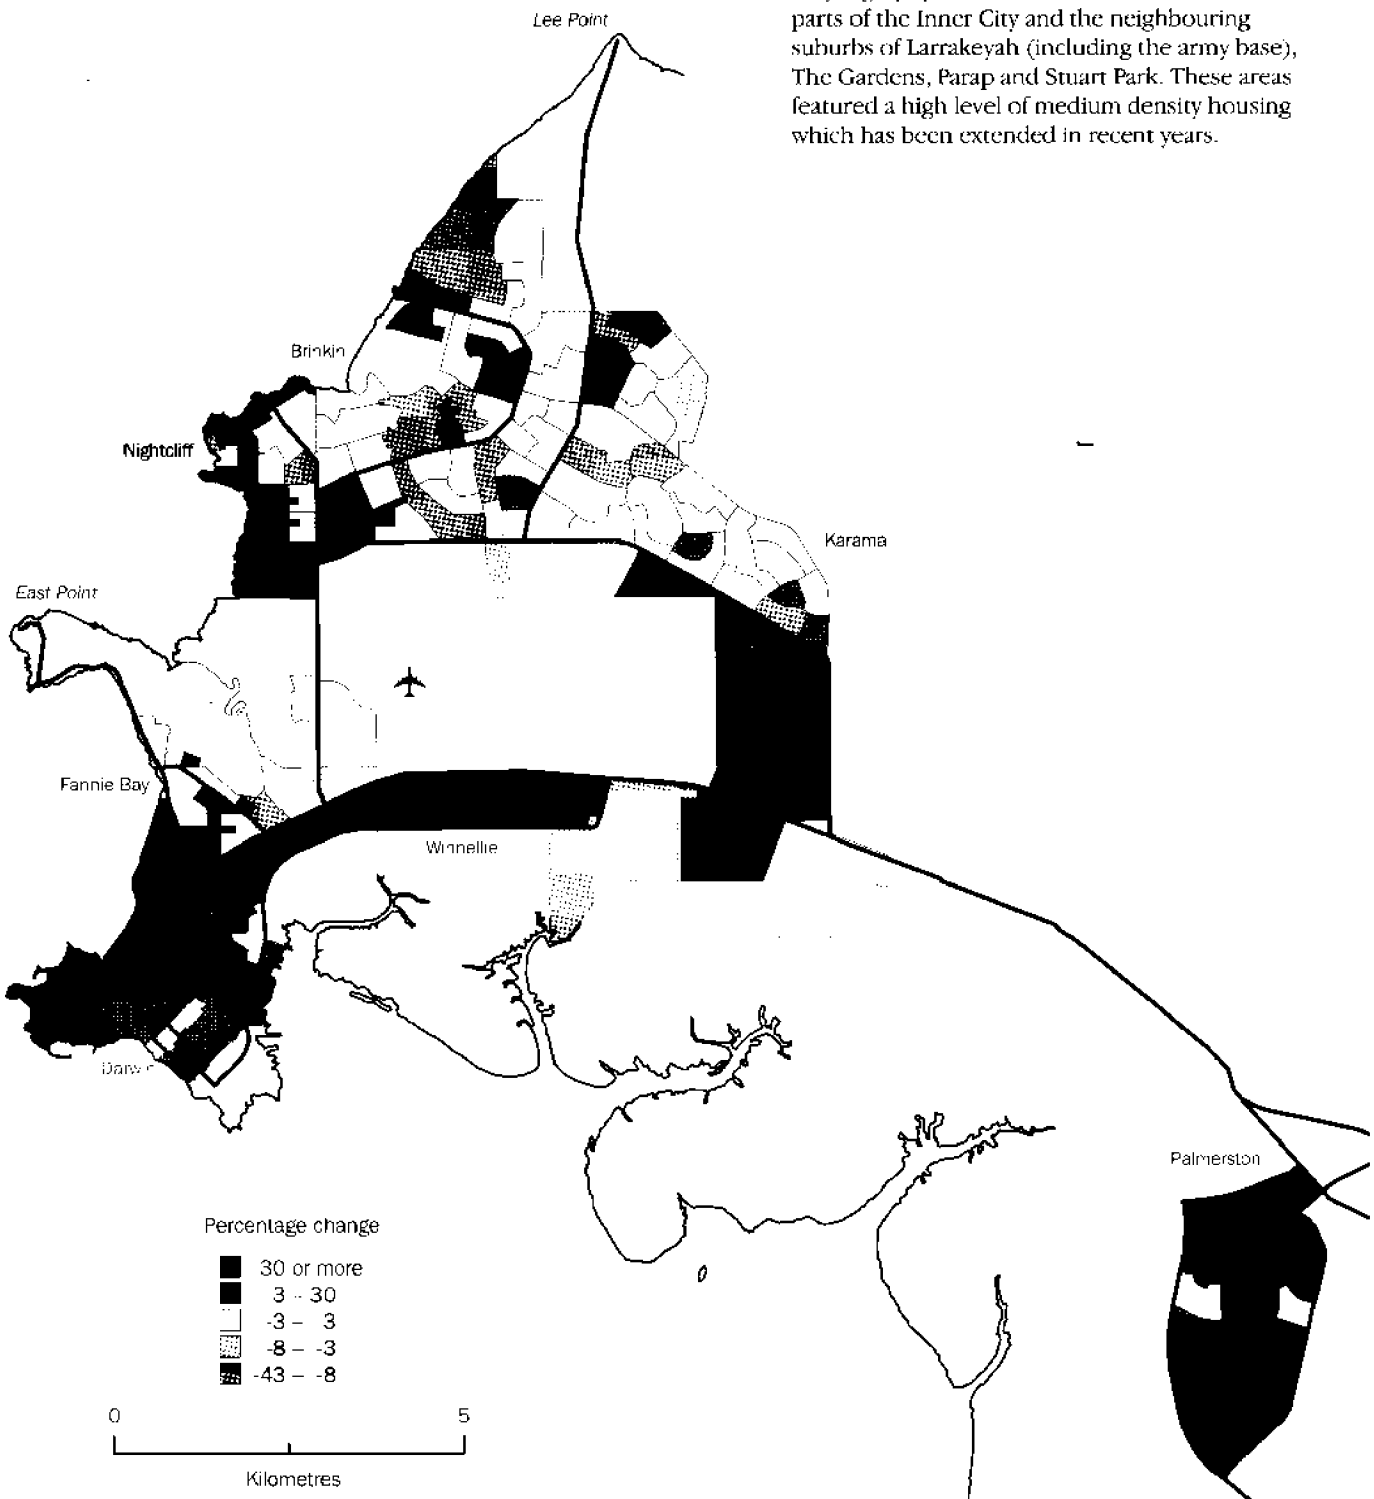 Lee Point
parts of the Inner City and the neighbouring
suburbs of Larrakeyah (including the army base),
The Gardens, Parap and Stuart Park. These areas
featured a high level of medium density housing
which has been extended in recent years.
Brinkin
Nightcliff
Karama
East Point
Fannie Bay
Winnellie
Palmerston
Percentage change
30 or more
3 – 30
-3 – 3
-8 – -3
-43 – -8
0 5
Kilometres